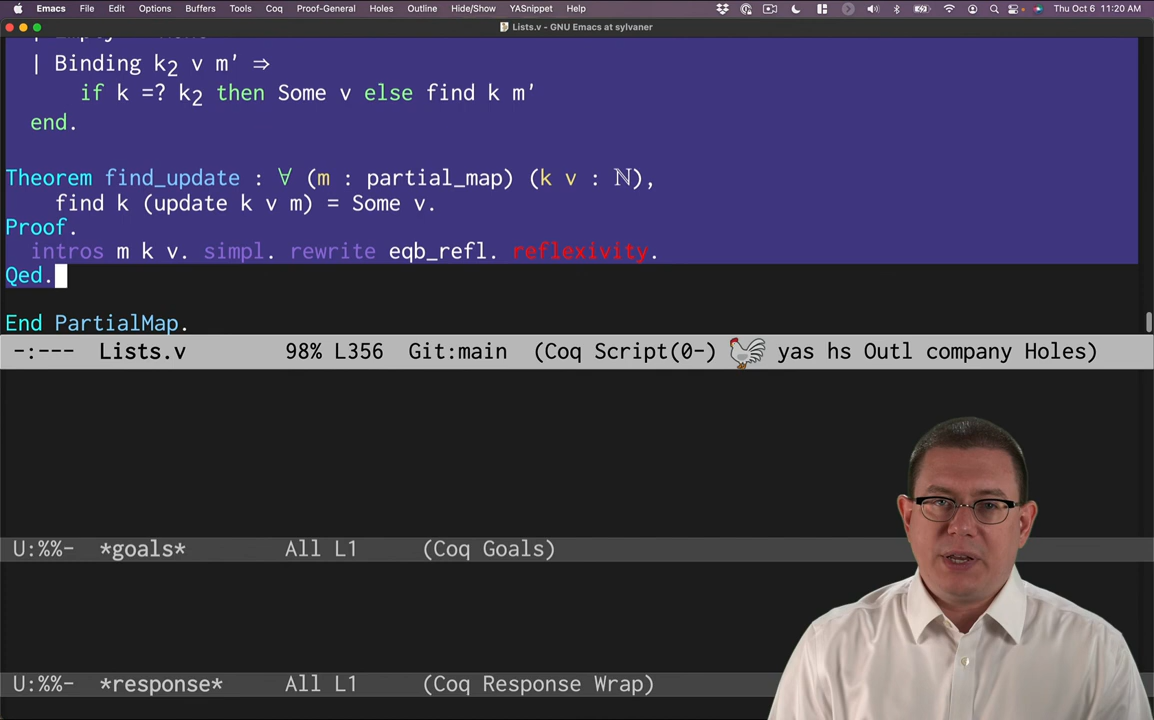 Emacs File Edit Options Buffers Tools Coq Proof-General Holes Outline Hide/Show YASnippet Help Thu Oct 6 11:20 AM
Lists.v - GNU Emacs at sylvaner
| Binding k₂ v m′ ⇒
if k =? k₂ then Some v else find k m′
end.
Theorem find_update : ∀ (m : partial_map) (k v : ℕ),
find k (update k v m) = Some v.
Proof.
intros m k v. simpl. rewrite eqb_refl. reflexivity.
Qed.
End PartialMap.
-:--- Lists.v 98% L356 Git:main (Coq Script(0-) yas hs Outl company Holes)
U:%%- *goals* All L1 (Coq Goals)
U:%%- *response* All L1 (Coq Response Wrap)